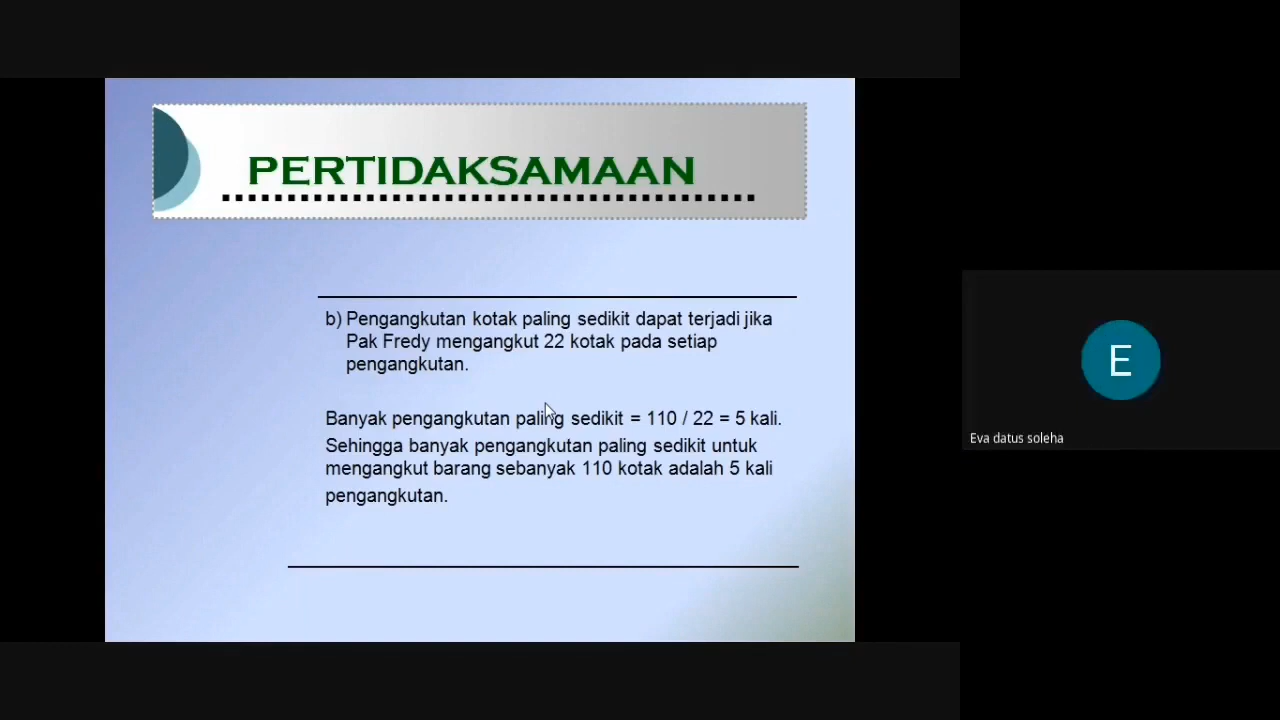 PERTIDAKSAMAAN
b) Pengangkutan kotak paling sedikit dapat terjadi jika
Pak Fredy mengangkut 22 kotak pada setiap
pengangkutan.
Banyak pengangkutan paling sedikit = 110 / 22 = 5 kali.
Sehingga banyak pengangkutan paling sedikit untuk
mengangkut barang sebanyak 110 kotak adalah 5 kali
pengangkutan.
E
Eva datus soleha